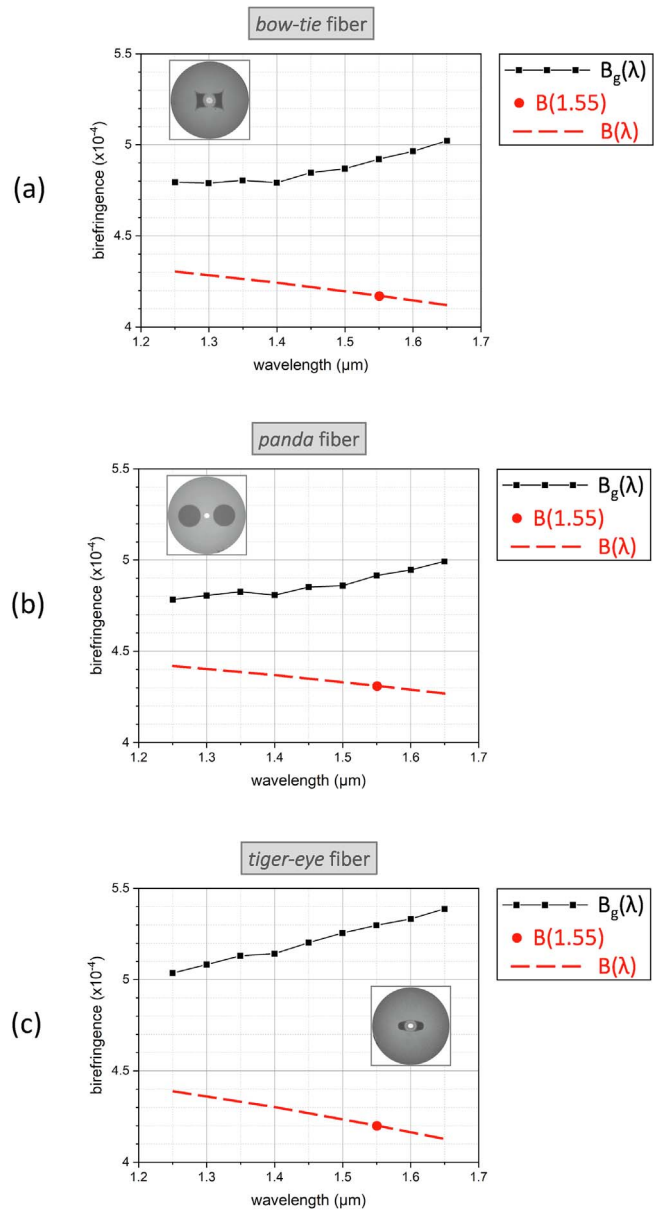 bow-tie fiber
(a)
birefringence (x10⁻⁴)
5.5
5
4.5
4
1.2 1.3 1.4 1.5 1.6 1.7
wavelength (µm)
B_g(λ)
B(1.55)
B(λ)
panda fiber
(b)
birefringence (x10⁻⁴)
5.5
5
4.5
4
1.2 1.3 1.4 1.5 1.6 1.7
wavelength (µm)
B_g(λ)
B(1.55)
B(λ)
tiger-eye fiber
(c)
birefringence (x10⁻⁴)
5.5
5
4.5
4
1.2 1.3 1.4 1.5 1.6 1.7
wavelength (µm)
B_g(λ)
B(1.55)
B(λ)